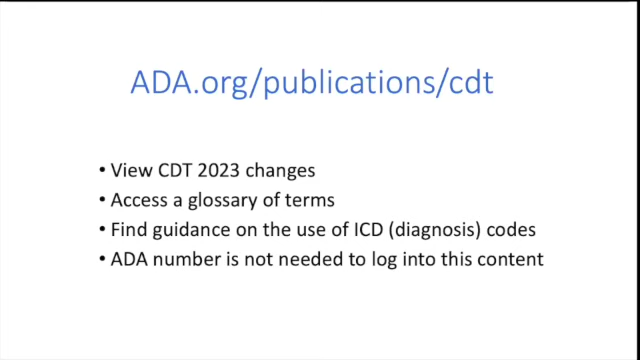 ADA.org/publications/cdt
• View CDT 2023 changes
• Access a glossary of terms
• Find guidance on the use of ICD (diagnosis) codes
• ADA number is not needed to log into this content